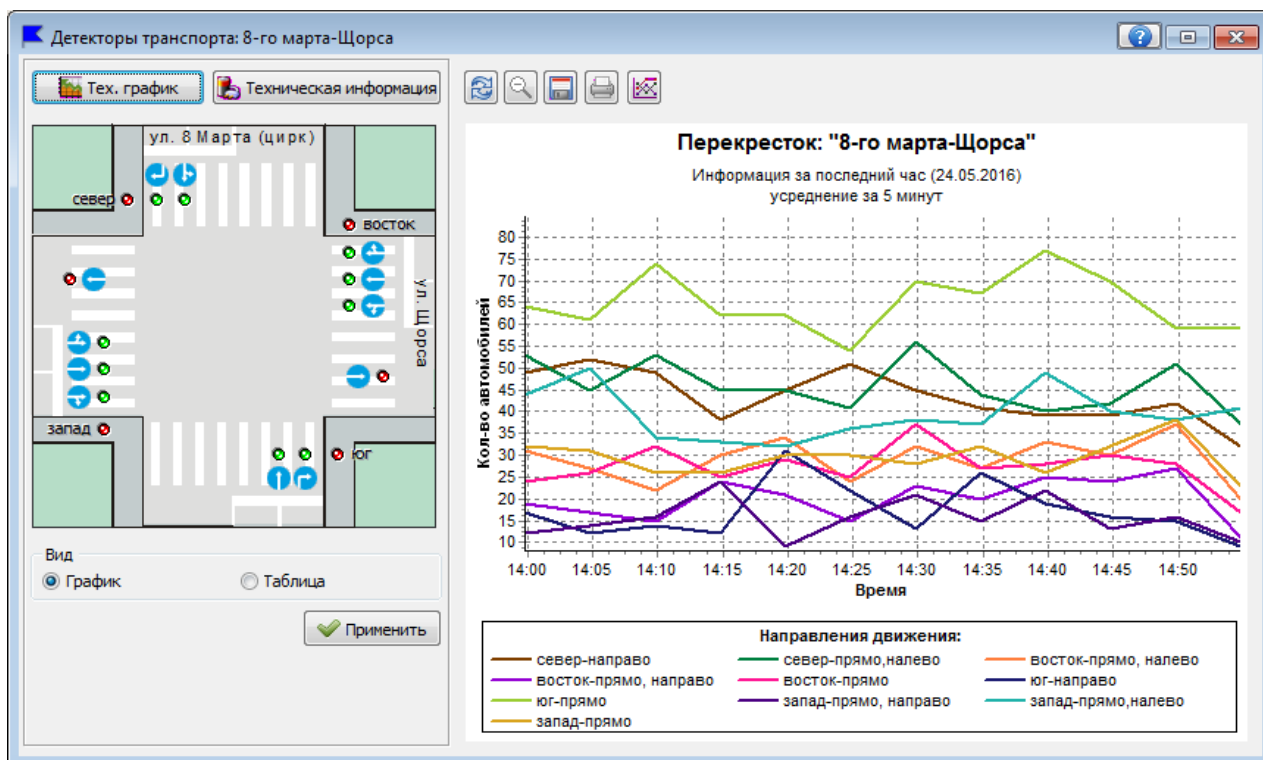 Детекторы транспорта: 8-го марта-Щорса
Тех. график
Техническая информация
ул. 8 Марта (цирк)
север
восток
ул. Щорса
запад
юг
Вид
График
Таблица
Применить
Перекресток: "8-го марта-Щорса"
Информация за последний час (24.05.2016)
усреднение за 5 минут
Кол-во автомобилей
80
75
70
65
60
55
50
45
40
35
30
25
20
15
10
14:00 14:05 14:10 14:15 14:20 14:25 14:30 14:35 14:40 14:45 14:50
Время
Направления движения:
север-направо север-прямо,налево восток-прямо, налево
восток-прямо, направо восток-прямо юг-направо
юг-прямо запад-прямо, направо запад-прямо,налево
запад-прямо